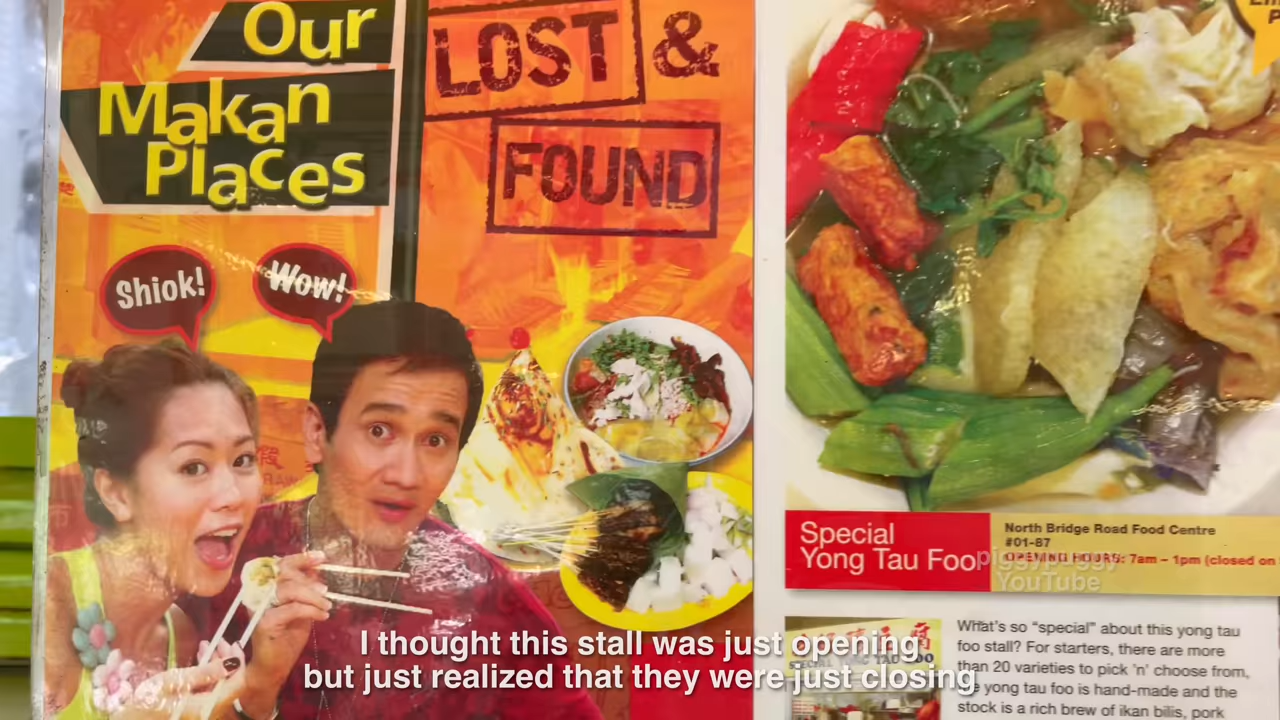 Our
Makan
Places
LOST &
FOUND
Shiok!
Wow!
Special
Yong Tau Foo
North Bridge Road Food Centre
#01-87
OPENING HOURS: 7am – 1pm (closed on
YouTube
What's so "special" about this yong tau
foo stall? For starters, there are more
than 20 varieties to pick 'n' choose from,
yong tau foo is hand-made and the
stock is a rich brew of ikan bilis, pork
I thought this stall was just opening
but just realized that they were just closing